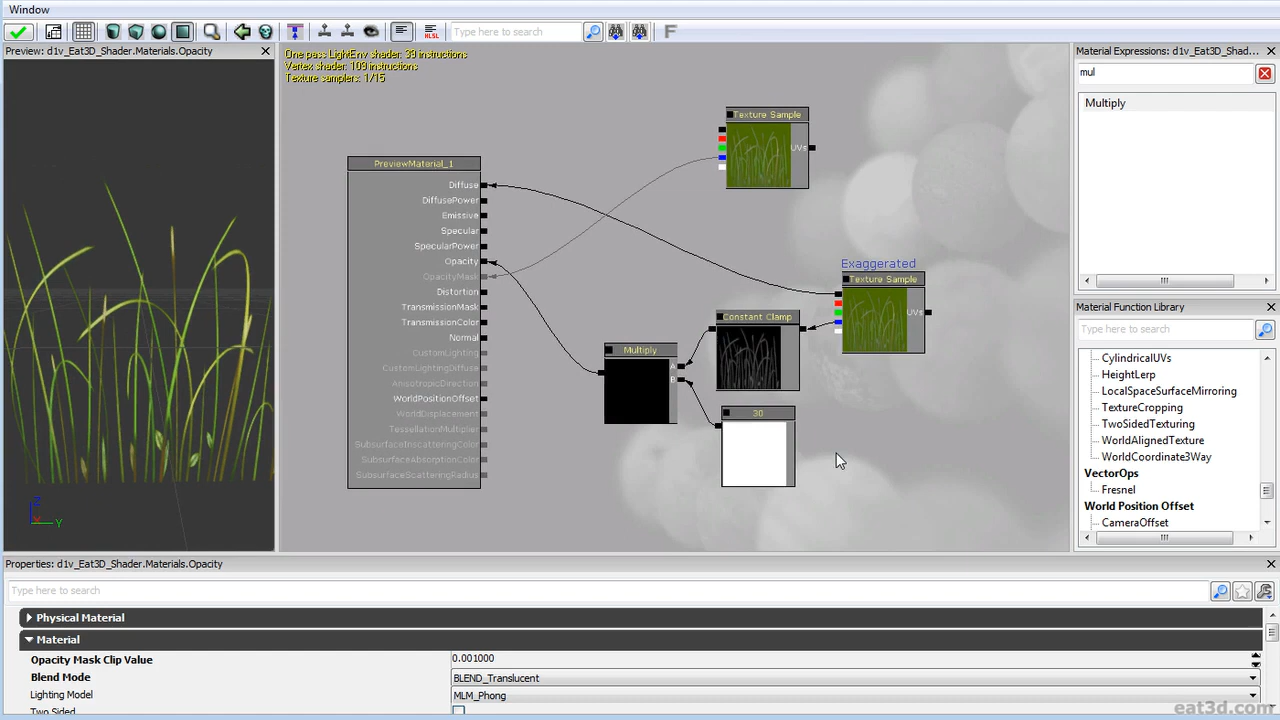 Window
HLSL
Type here to search
F
Preview: d1v_Eat3D_Shader.Materials.Opacity
Z
X
Y
One pass LightEnv shader: 39 instructions
Vertex shader: 109 instructions
Texture samplers: 1/15
PreviewMaterial_1
Diffuse
DiffusePower
Emissive
Specular
SpecularPower
Opacity
OpacityMask
Distortion
TransmissionMask
TransmissionColor
Normal
CustomLighting
CustomLightingDiffuse
AnisotropicDirection
WorldPositionOffset
WorldDisplacement
TessellationMultiplier
SubsurfaceInscatteringColor
SubsurfaceAbsorptionColor
SubsurfaceScatteringRadius
Texture Sample
UVs
Exaggerated
Texture Sample
UVs
Constant Clamp
Multiply
A
B
30
Material Expressions: d1v_Eat3D_Shad...
mul
Multiply
Material Function Library
Type here to search
CylindricalUVs
HeightLerp
LocalSpaceSurfaceMirroring
TextureCropping
TwoSidedTexturing
WorldAlignedTexture
WorldCoordinate3Way
VectorOps
Fresnel
World Position Offset
CameraOffset
Properties: d1v_Eat3D_Shader.Materials.Opacity
Type here to search
Physical Material
Material
Opacity Mask Clip Value 0.001000
Blend Mode BLEND_Translucent
Lighting Model MLM_Phong
Two Sided
eat3d.com